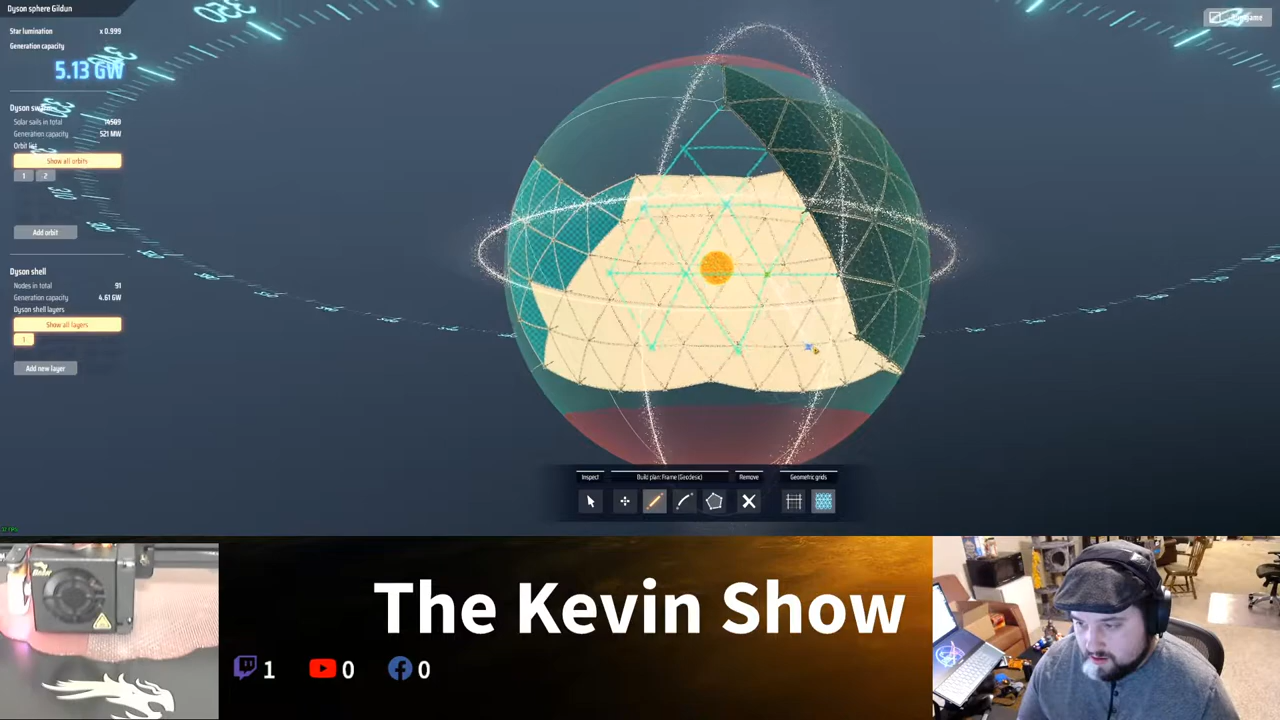 Dyson sphere Gildun
Star lumination x 0.999
Generation capacity
5.13 GW
Solar sails in total
Generation capacity 521 MW
Orbit list
Show all orbits
1 2
Add orbit
Dyson shell
Nodes in total 91
Generation capacity 4.61 GW
Dyson shell layers
Show all layers
1
Add new layer
Inspect Build plan: Frame (Geodesic) Remove Geometric grids
The Kevin Show
1 0 0